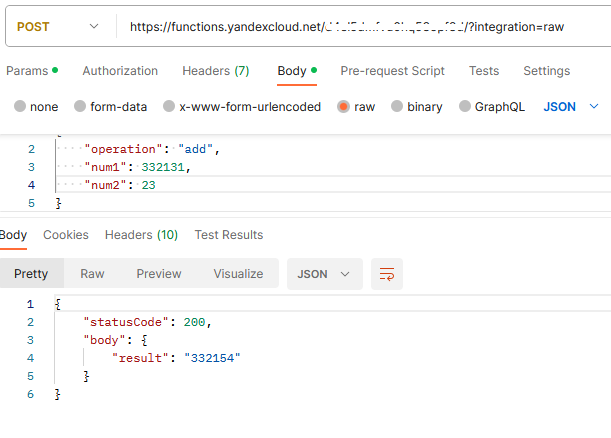 POST https://functions.yandexcloud.net/ /?integration=raw
Params Authorization Headers (7) Body Pre-request Script Tests Settings
none form-data x-www-form-urlencoded raw binary GraphQL JSON
{
2 "operation": "add",
3 "num1": 332131,
4 "num2": 23
5 }
Body Cookies Headers (10) Test Results
Pretty Raw Preview Visualize JSON
1 {
2 "statusCode": 200,
3 "body": {
4 "result": "332154"
5 }
6 }